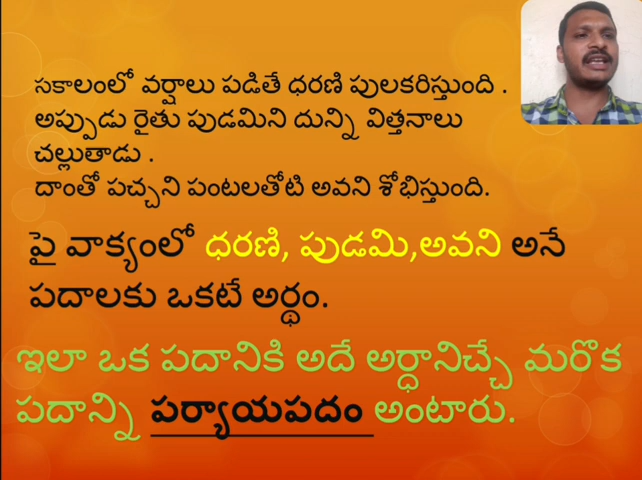 సకాలంలో వర్షాలు పడితే ధరణి పులకరిస్తుంది .
అప్పుడు రైతు పుడమిని దున్ని విత్తనాలు
చల్లుతాడు .
దాంతో పచ్చని పంటలతోటి అవని శోభిస్తుంది.
పై వాక్యంలో ధరణి, పుడమి,అవని అనే
పదాలకు ఒకటే అర్థం.
ఇలా ఒక పదానికి అదే అర్ధానిచ్చే మరొక
పదాన్ని పర్యాయపదం అంటారు.